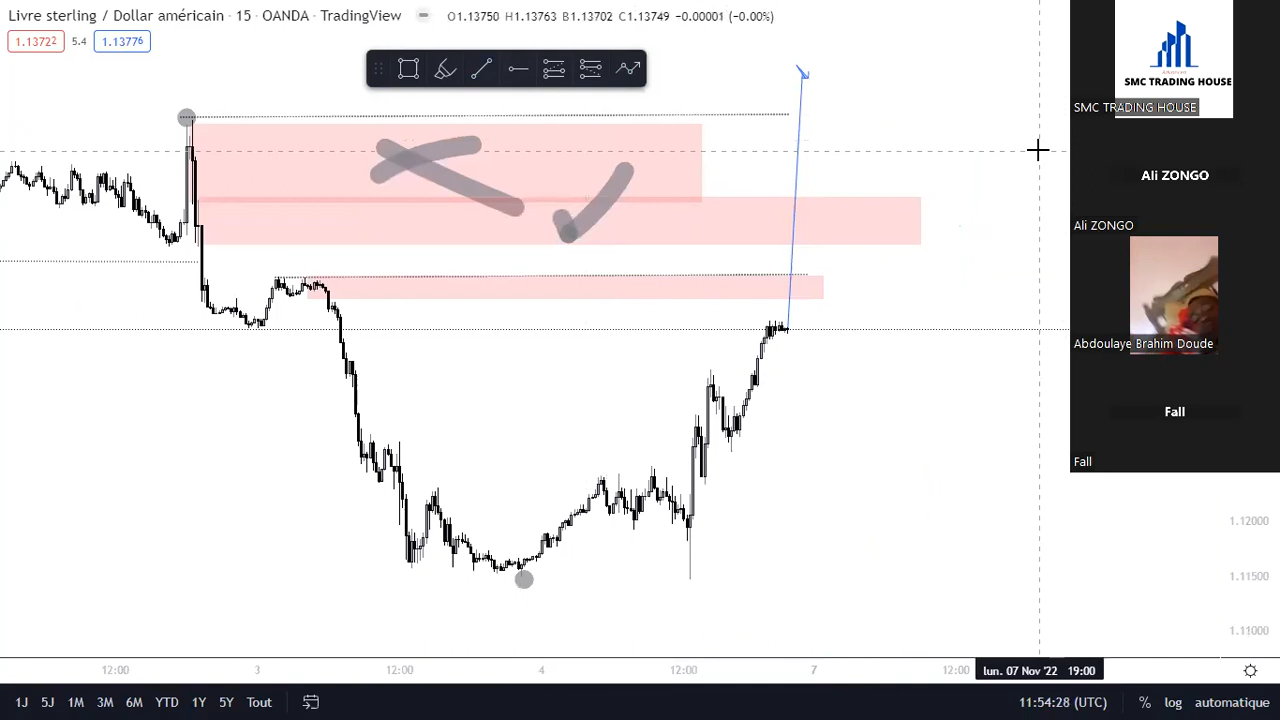 Livre sterling / Dollar américain · 15 · OANDA · TradingView O1.13750 H1.13763 B1.13702 C1.13749 −0.00001 (−0.00%)
1.13722 5.4 1.13776
SMC TRADING HOUSE
SMC TRADING HOUSE
Ali ZONGO
Ali ZONGO
Abdoulaye Brahim Doude
Fall
Fall
1.12000
1.11500
1.11000
12:00 3 12:00 4 12:00 7 12:00 lun. 07 Nov '22 19:00
1J 5J 1M 3M 6M YTD 1Y 5Y Tout 11:54:28 (UTC) % log automatique